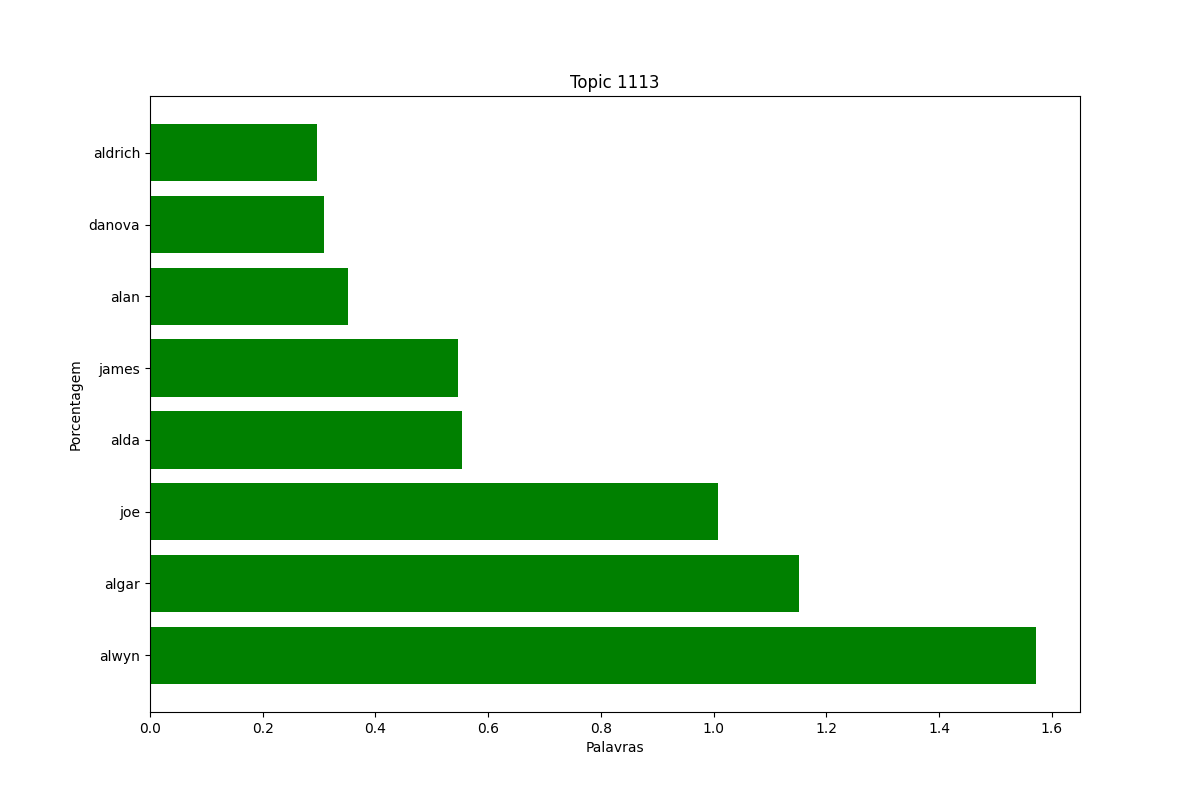 Topic 1113
Porcentagem
aldrich
danova
alan
james
alda
joe
algar
alwyn
0.0 0.2 0.4 0.6 0.8 1.0 1.2 1.4 1.6
Palavras